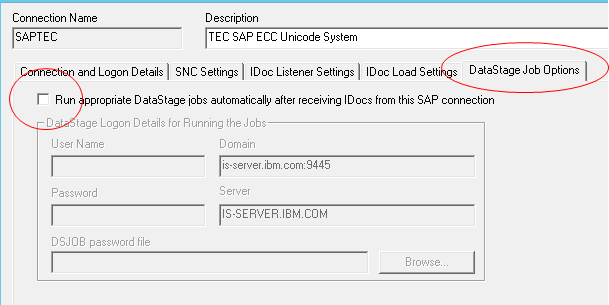 Connection Name Description
SAPTEC TEC SAP ECC Unicode System
Connection and Logon Details SNC Settings IDoc Listener Settings IDoc Load Settings DataStage Job Options
Run appropriate DataStage jobs automatically after receiving IDocs from this SAP connection
DataStage Logon Details for Running the Jobs
User Name Domain
is-server.ibm.com:9445
Password Server
IS-SERVER.IBM.COM
DSJOB password file
Browse...